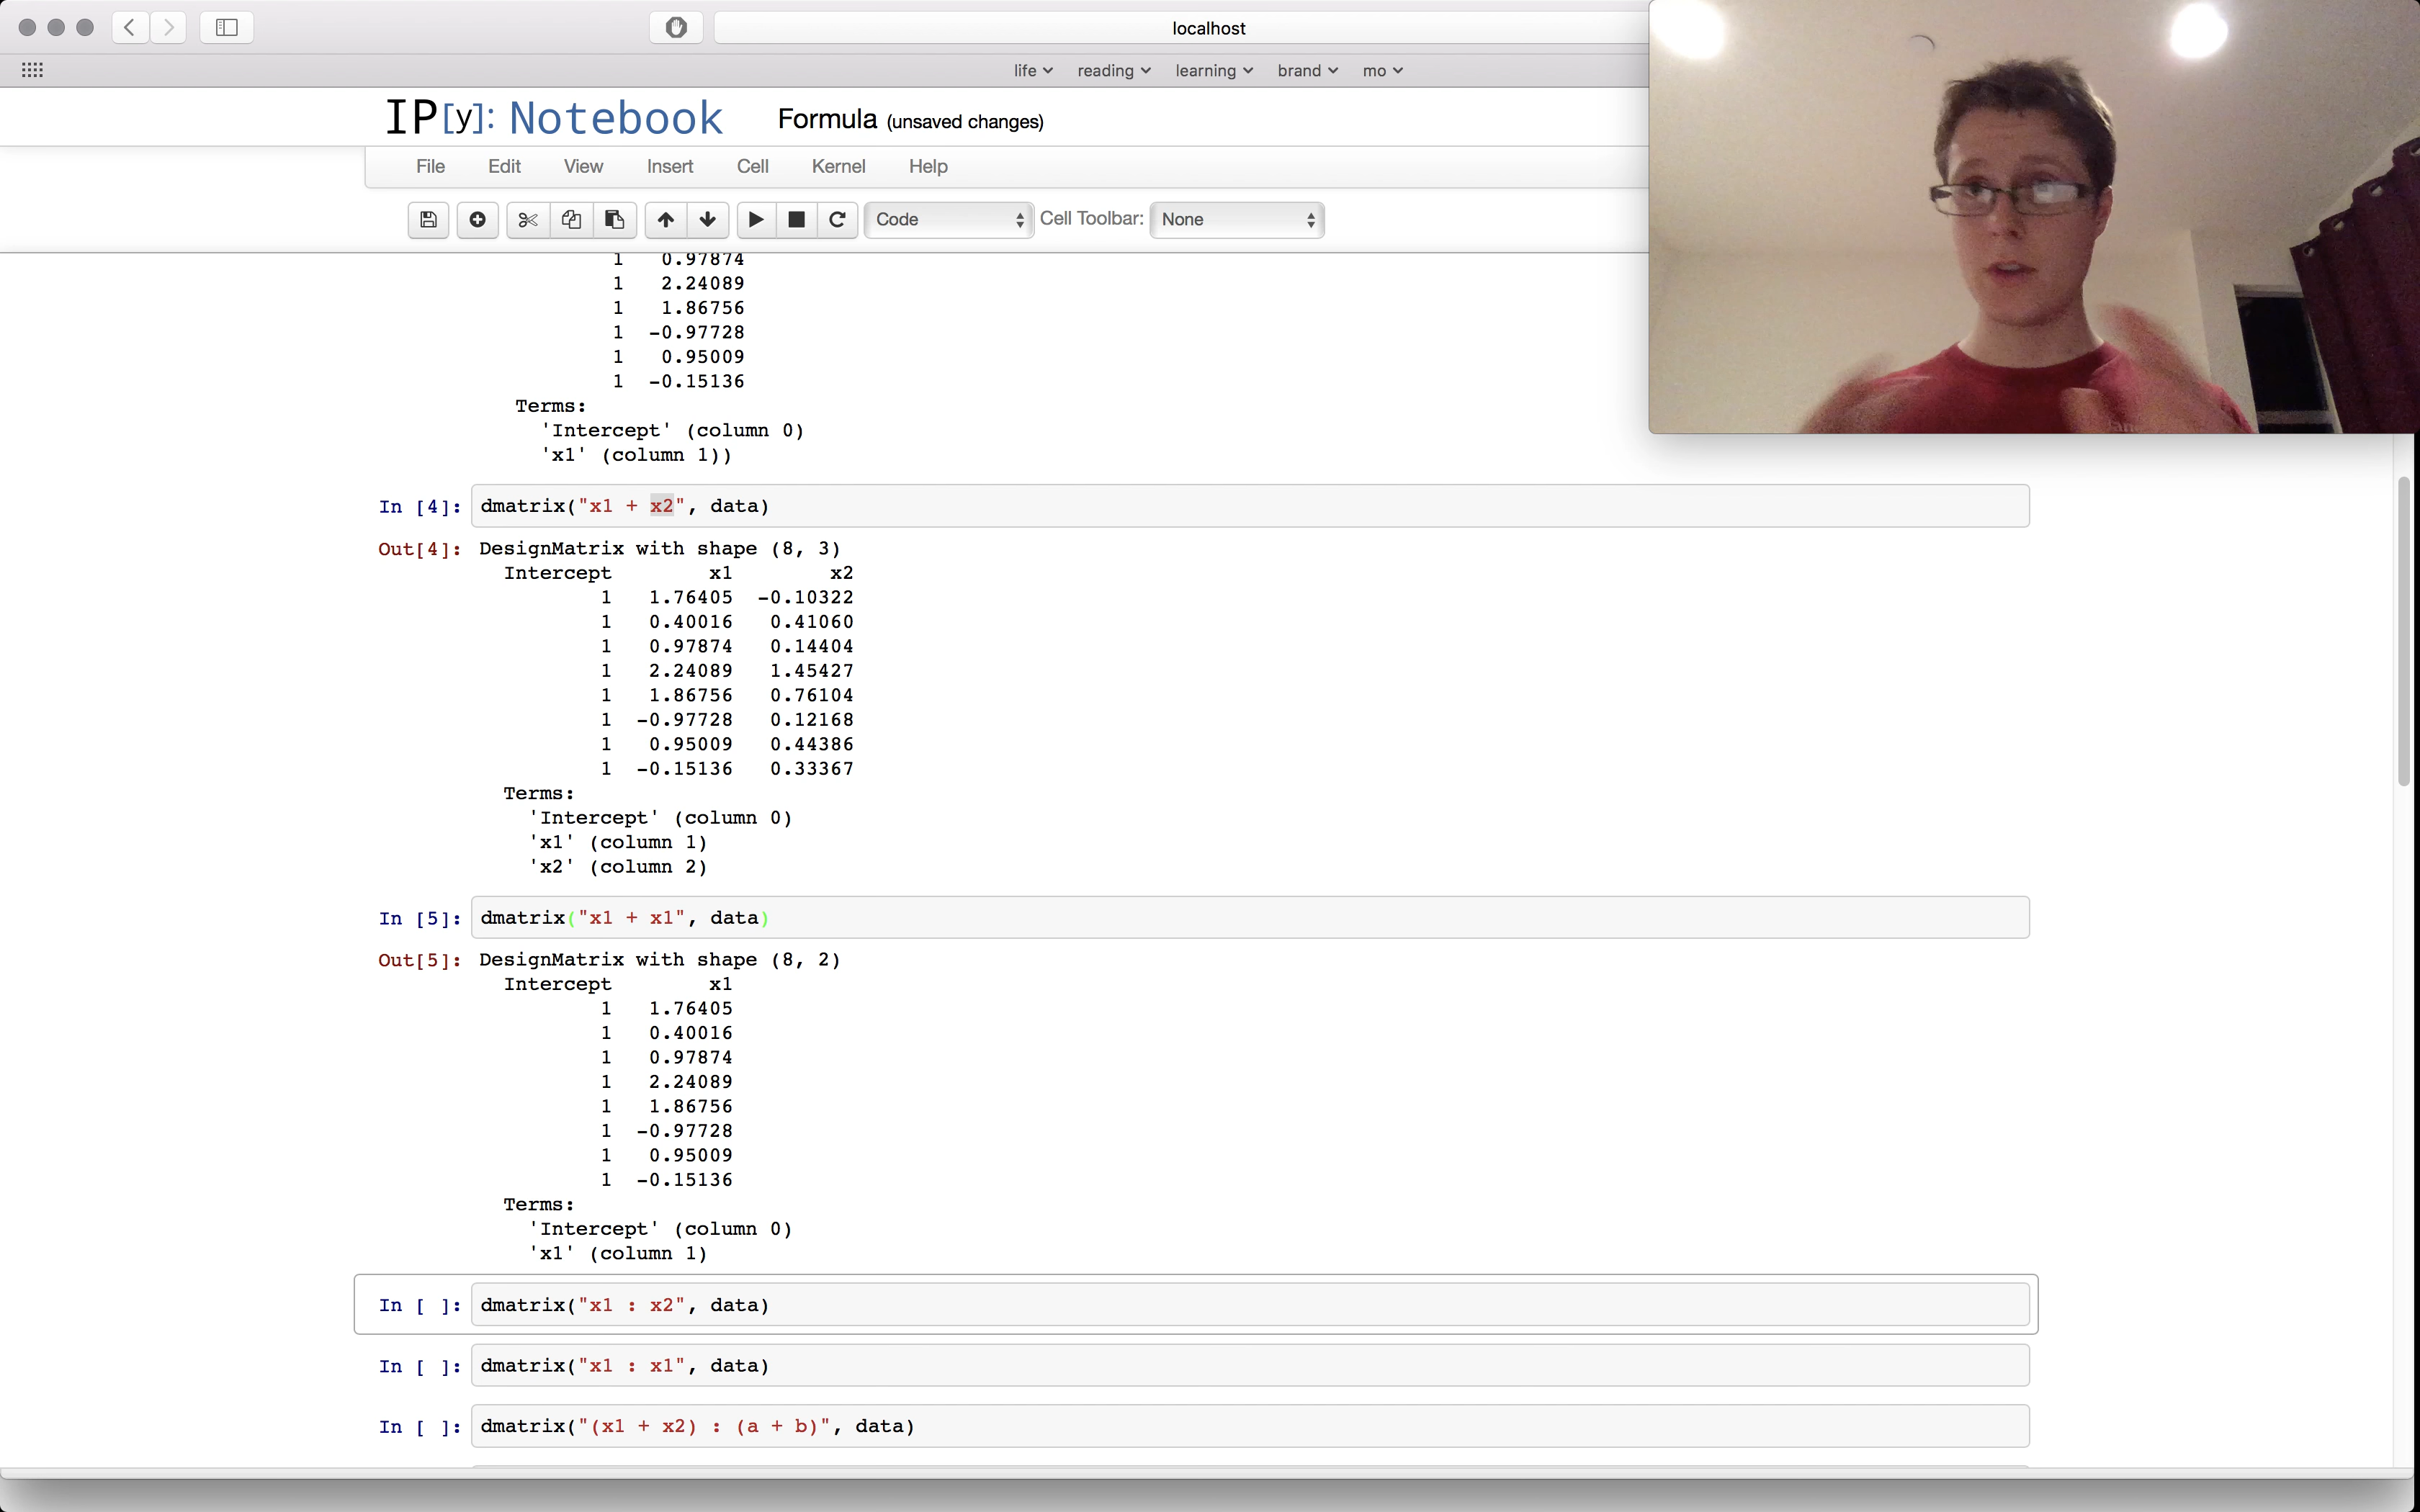 localhost
life reading learning brand mo
IP[y]: Notebook Formula (unsaved changes)
File Edit View Insert Cell Kernel Help
Code Cell Toolbar: None
1 0.97874
1 2.24089
1 1.86756
1 -0.97728
1 0.95009
1 -0.15136
Terms:
'Intercept' (column 0)
'x1' (column 1))
In [4]: dmatrix("x1 + x2", data)
Out[4]: DesignMatrix with shape (8, 3)
Intercept x1 x2
1 1.76405 -0.10322
1 0.40016 0.41060
1 0.97874 0.14404
1 2.24089 1.45427
1 1.86756 0.76104
1 -0.97728 0.12168
1 0.95009 0.44386
1 -0.15136 0.33367
Terms:
'Intercept' (column 0)
'x1' (column 1)
'x2' (column 2)
In [5]: dmatrix("x1 + x1", data)
Out[5]: DesignMatrix with shape (8, 2)
Intercept x1
1 1.76405
1 0.40016
1 0.97874
1 2.24089
1 1.86756
1 -0.97728
1 0.95009
1 -0.15136
Terms:
'Intercept' (column 0)
'x1' (column 1)
In [ ]: dmatrix("x1 : x2", data)
In [ ]: dmatrix("x1 : x1", data)
In [ ]: dmatrix("(x1 + x2) : (a + b)", data)